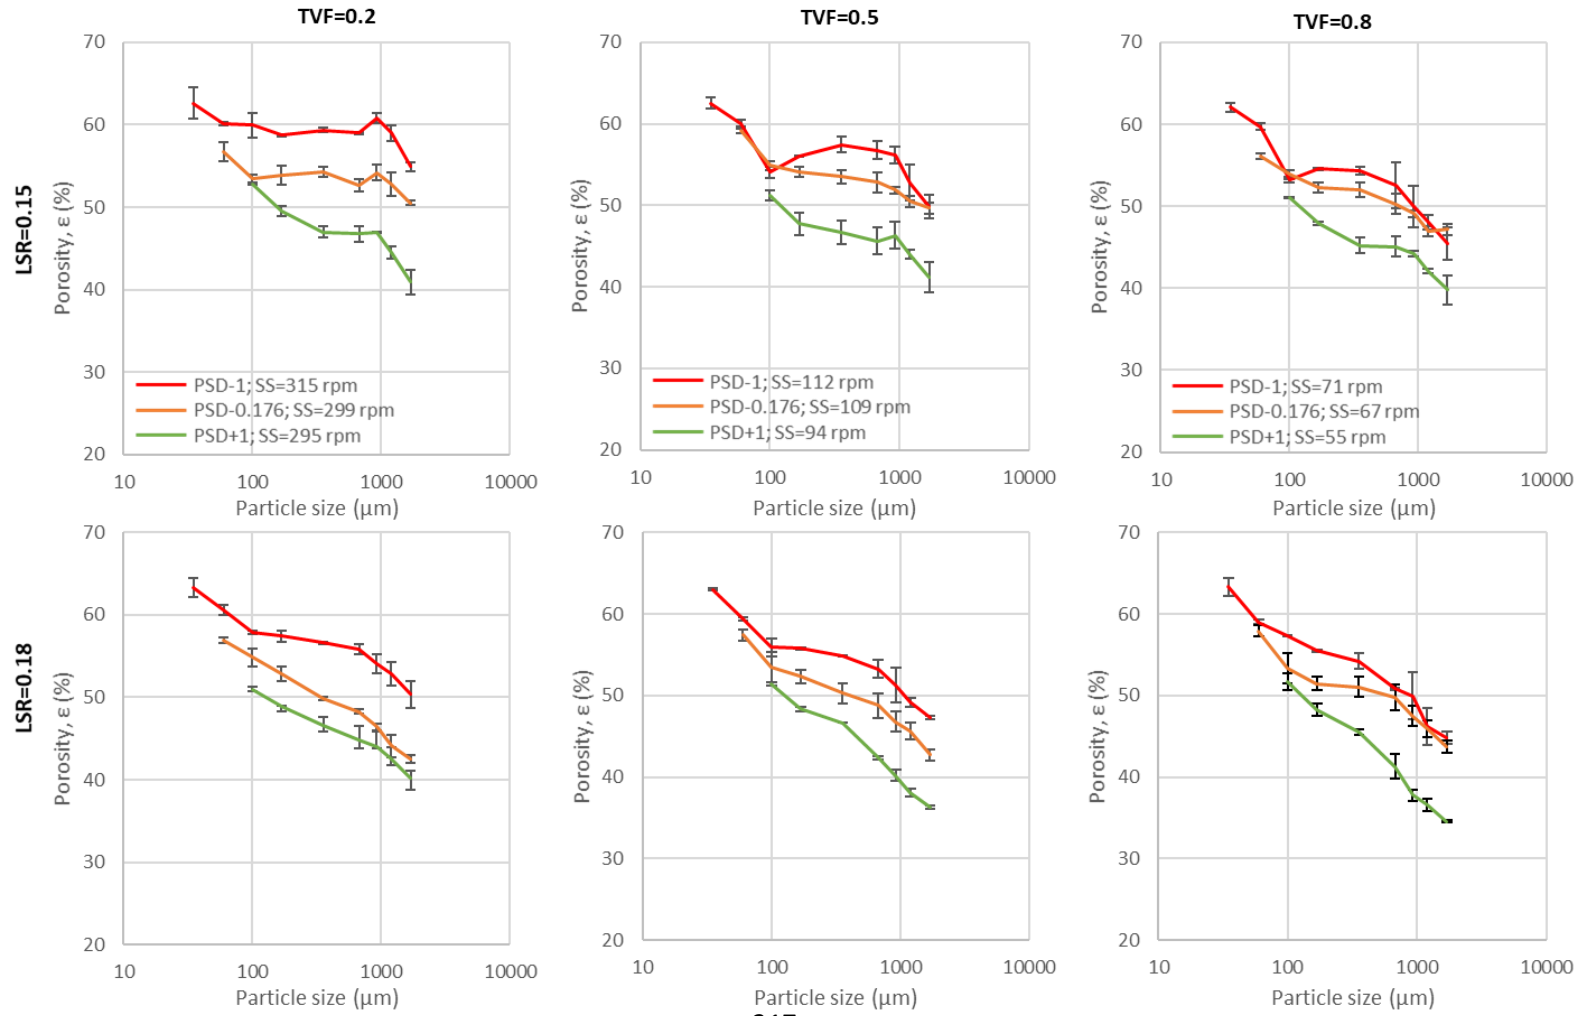 TVF=0.2
TVF=0.5
TVF=0.8
LSR=0.15
Porosity, ε (%)
70
60
50
40
30
20
PSD-1; SS=315 rpm
PSD-0.176; SS=299 rpm
PSD+1; SS=295 rpm
10 100 1000 10000
Particle size (µm)
Porosity, ε (%)
70
60
50
40
30
20
PSD-1; SS=112 rpm
PSD-0.176; SS=109 rpm
PSD+1; SS=94 rpm
10 100 1000 10000
Particle size (µm)
Porosity, ε (%)
70
60
50
40
30
20
PSD-1; SS=71 rpm
PSD-0.176; SS=67 rpm
PSD+1; SS=55 rpm
10 100 1000 10000
Particle size (µm)
LSR=0.18
Porosity, ε (%)
70
60
50
40
30
20
10 100 1000 10000
Particle size (µm)
Porosity, ε (%)
70
60
50
40
30
20
10 100 1000 10000
Particle size (µm)
Porosity, ε (%)
70
60
50
40
30
20
10 100 1000 10000
Particle size (µm)